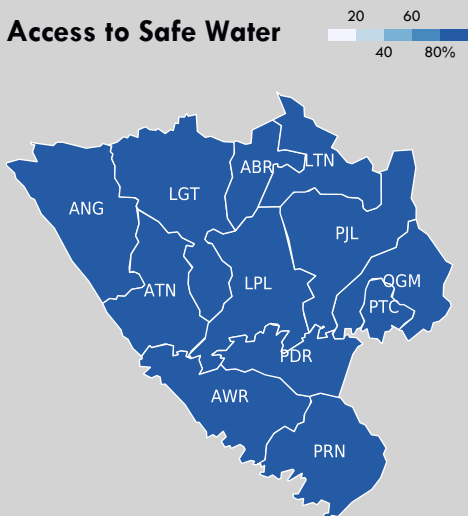 Access to Safe Water
20 60
40 80%
ABR LTN
LGT
ANG
PJL
LPL
QGM
ATN
PTC
PDR
AWR
PRN